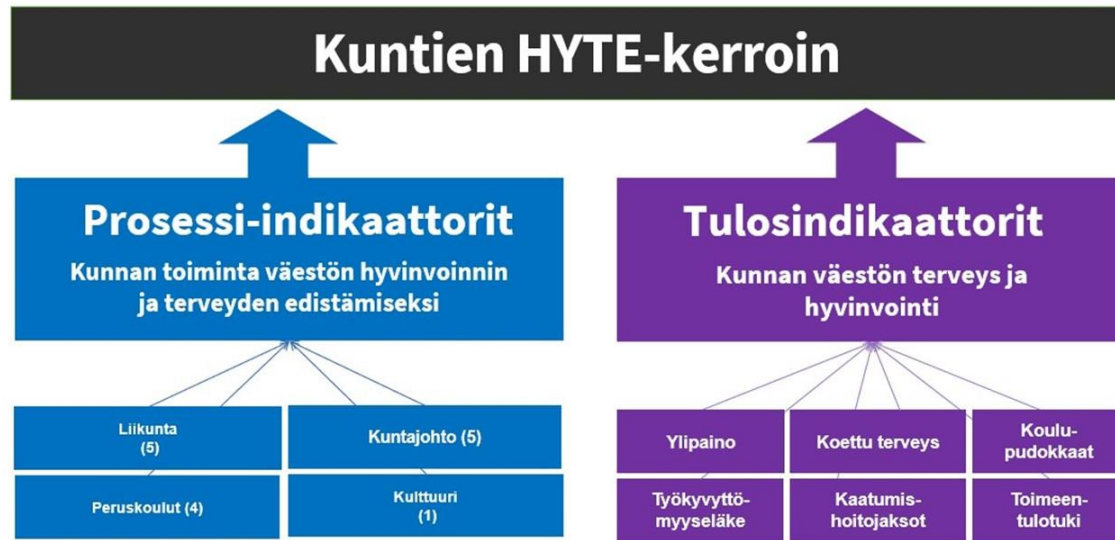 Kuntien HYTE-kerroin
Prosessi-indikaattorit
Kunnan toiminta väestön hyvinvoinnin
ja terveyden edistämiseksi
Liikunta
(5)
Kuntajohto (5)
Peruskoulut (4)
Kulttuuri
(1)
Tulosindikaattorit
Kunnan väestön terveys ja
hyvinvointi
Ylipaino
Koettu terveys
Koulu-
pudokkaat
Työkyvyttö-
myyseläke
Kaatumis-
hoitojaksot
Toimeen-
tulotuki